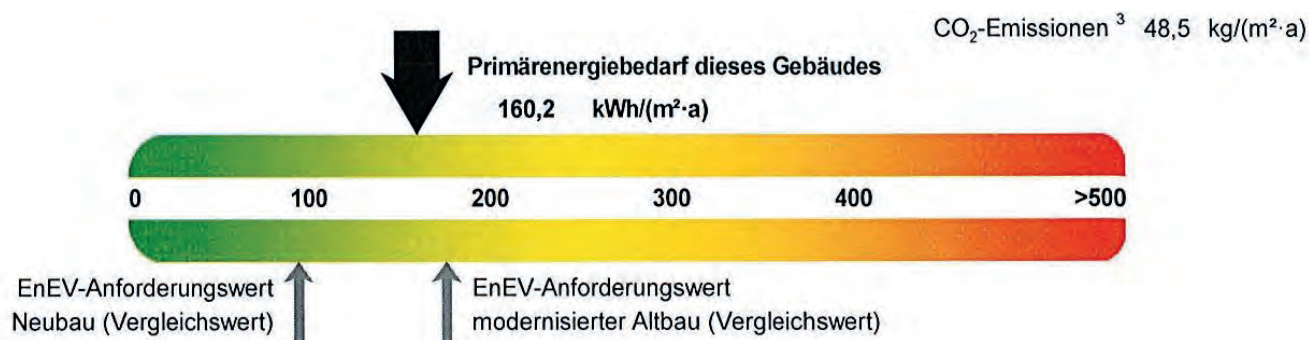 CO₂-Emissionen ³ 48,5 kg/(m²·a)
Primärenergiebedarf dieses Gebäudes
160,2 kWh/(m²·a)
0 100 200 300 400 >500
EnEV-Anforderungswert
Neubau (Vergleichswert)
EnEV-Anforderungswert
modernisierter Altbau (Vergleichswert)